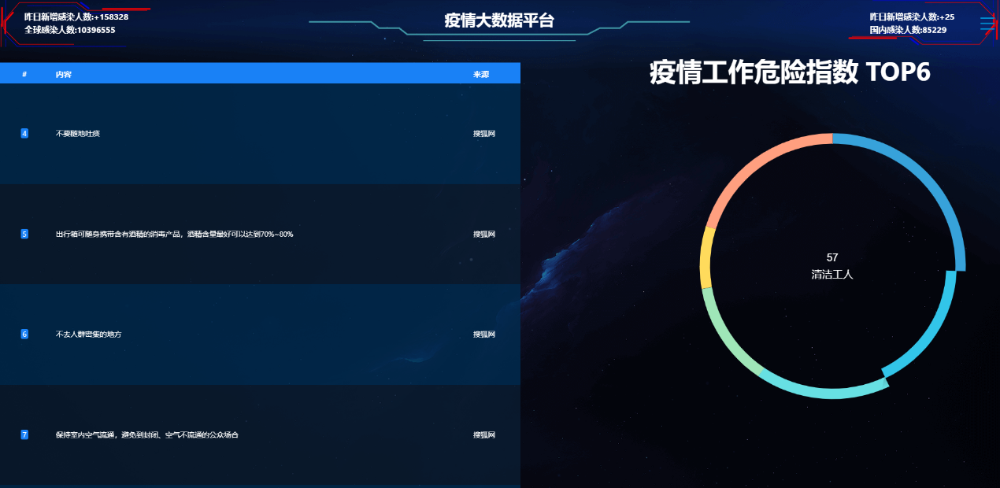 昨日新增感染人数:+158328
全球感染人数:10396555
疫情大数据平台
昨日新增感染人数:+25
国内感染人数:85229
# 内容 来源
4 不要随地吐痰 搜狐网
5 出行箱可随身携带含有酒精的消毒产品，酒精含量最好可以达到70%~80% 搜狐网
6 不去人群密集的地方 搜狐网
7 保持室内空气流通，避免到封闭、空气不流通的公众场合 搜狐网
疫情工作危险指数 TOP6
57
清洁工人